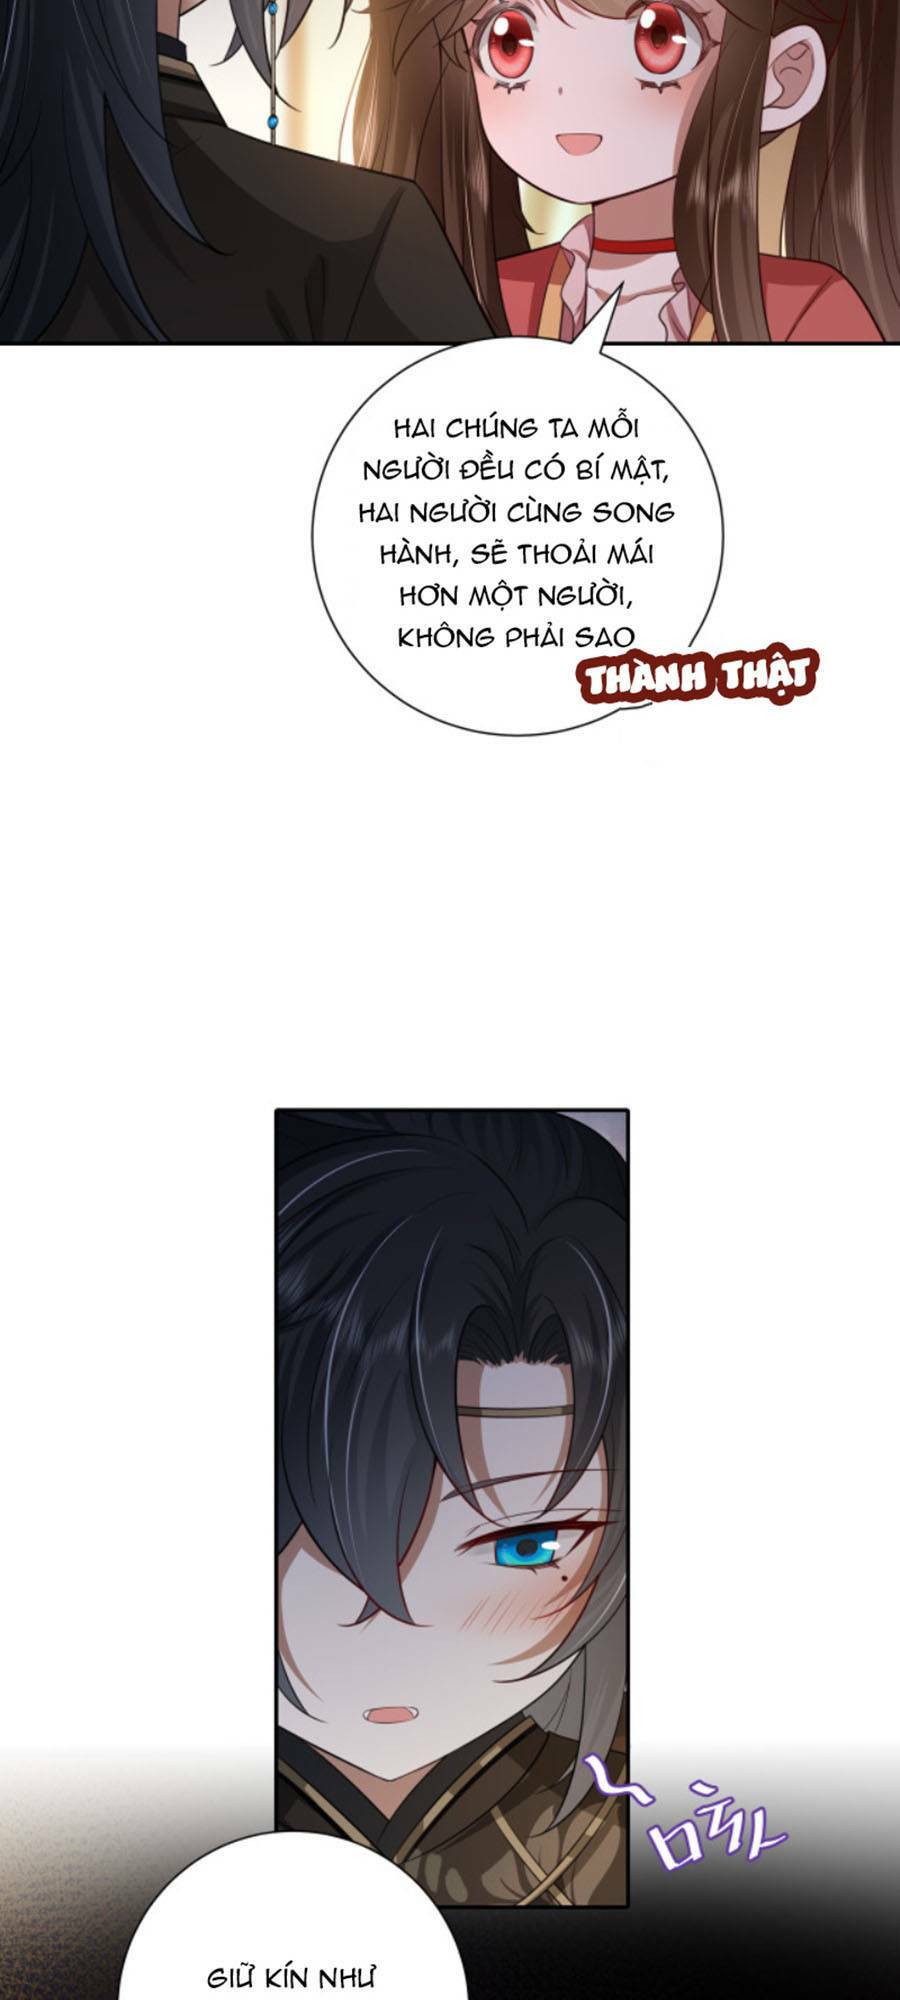 HAI CHÚNG TA MỖI
NGƯỜI ĐỀU CÓ BÍ MẬT,
HAI NGƯỜI CÙNG SONG
HÀNH, SẼ THOẢI MÁI
HƠN MỘT NGƯỜI,
KHÔNG PHẢI SAO
THÀNH THẬT
GIỮ KÍN NHƯ